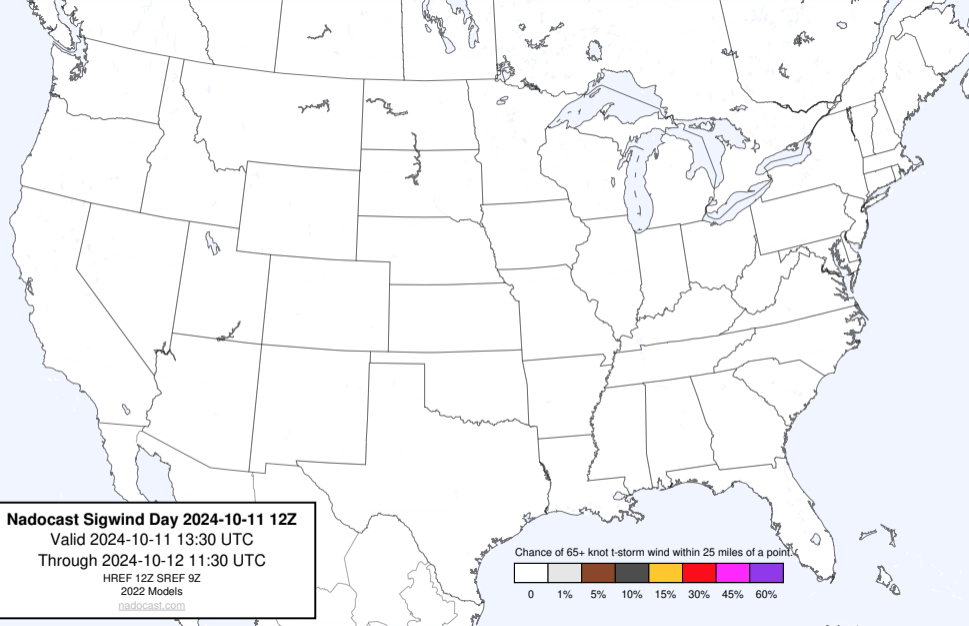 Nadocast Sigwind Day 2024-10-11 12Z
Valid 2024-10-11 13:30 UTC
Through 2024-10-12 11:30 UTC
HREF 12Z SREF 9Z
2022 Models
nadocast.com
Chance of 65+ knot t-storm wind within 25 miles of a point.
0 1% 5% 10% 15% 30% 45% 60%